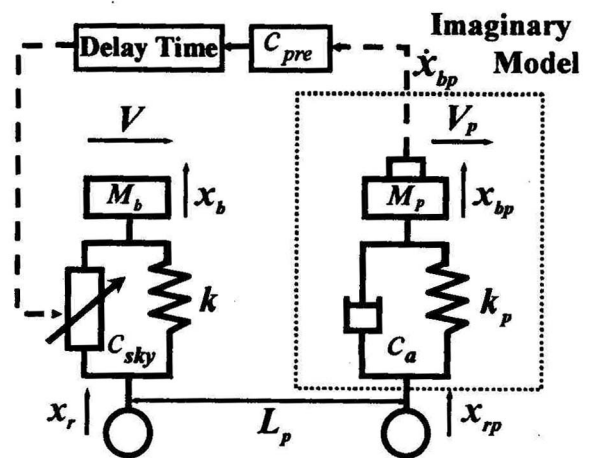 Imaginary
Model
Delay Time
C_pre
ẋ_bp
V
V_p
M_b
x_b
M_p
x_bp
k
C_sky
k_p
C_a
x_r
L_p
x_rp